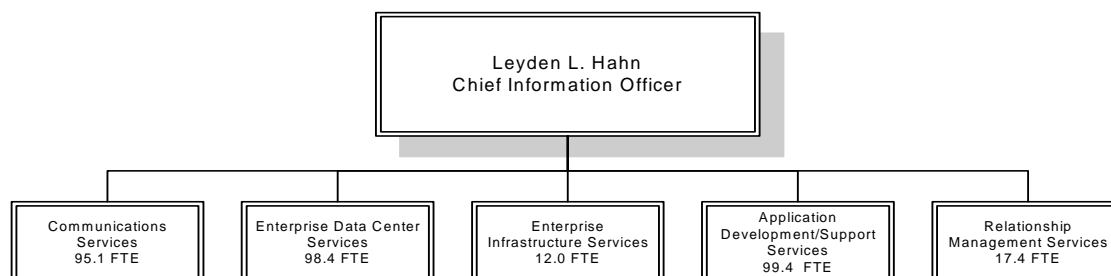 Leyden L. Hahn
Chief Information Officer
Communications
Services
95.1 FTE
Enterprise Data Center
Services
98.4 FTE
Enterprise
Infrastructure Services
12.0 FTE
Application
Development/Support
Services
99.4 FTE
Relationship
Management Services
17.4 FTE